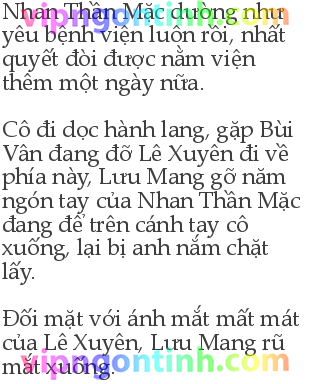 vipngontinh.com
Nhan Thần Mặc dường như
yêu bệnh viện luôn rồi, nhất
quyết đòi được nằm viện
thêm một ngày nữa.
Cô đi dọc hành lang, gặp Bùi
Vân đang đỡ Lê Xuyên đi về
phía này, Lưu Mang gỡ năm
ngón tay của Nhan Thần Mặc
đang để trên cánh tay cô
xuống, lại bị anh nắm chặt
lấy.
Đối mặt với ánh mắt mất mát
của Lê Xuyên, Lưu Mang rũ
mắt xuống.
vipngontinh.com